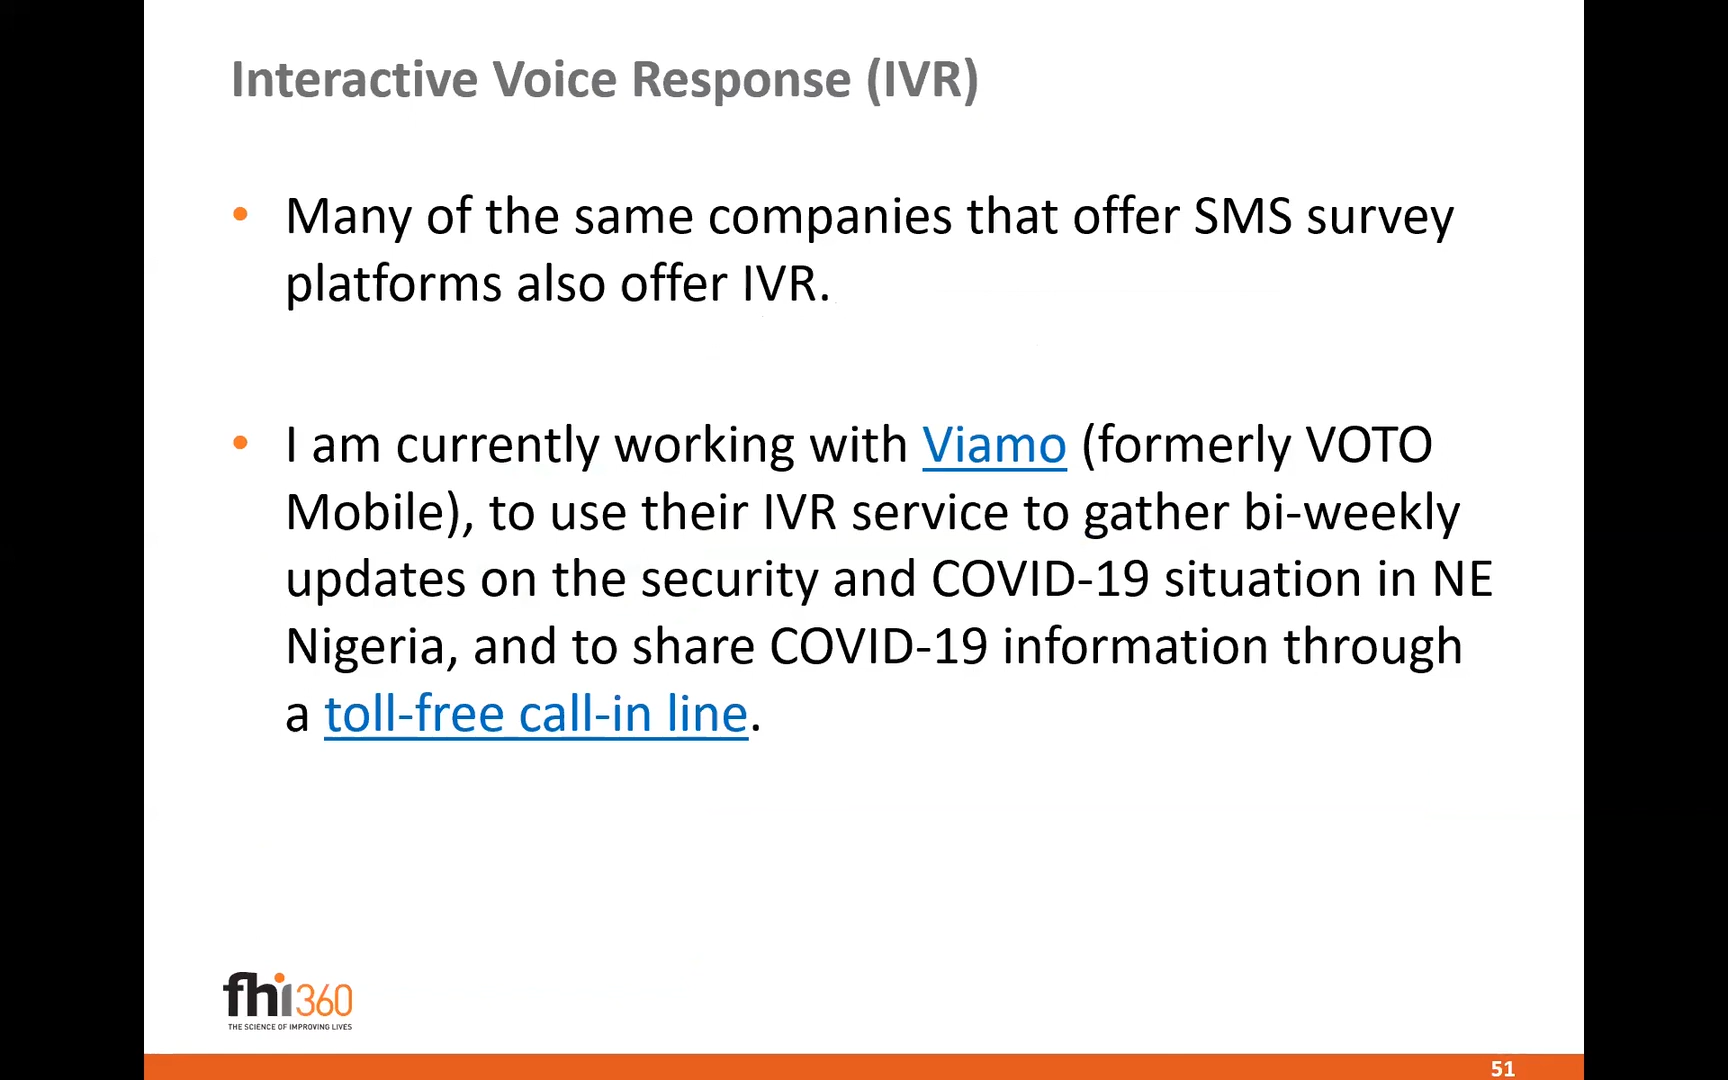 Interactive Voice Response (IVR)
• Many of the same companies that offer SMS survey
platforms also offer IVR.
• I am currently working with Viamo (formerly VOTO
Mobile), to use their IVR service to gather bi-weekly
updates on the security and COVID-19 situation in NE
Nigeria, and to share COVID-19 information through
a toll-free call-in line.
fhi360
THE SCIENCE OF IMPROVING LIVES
51